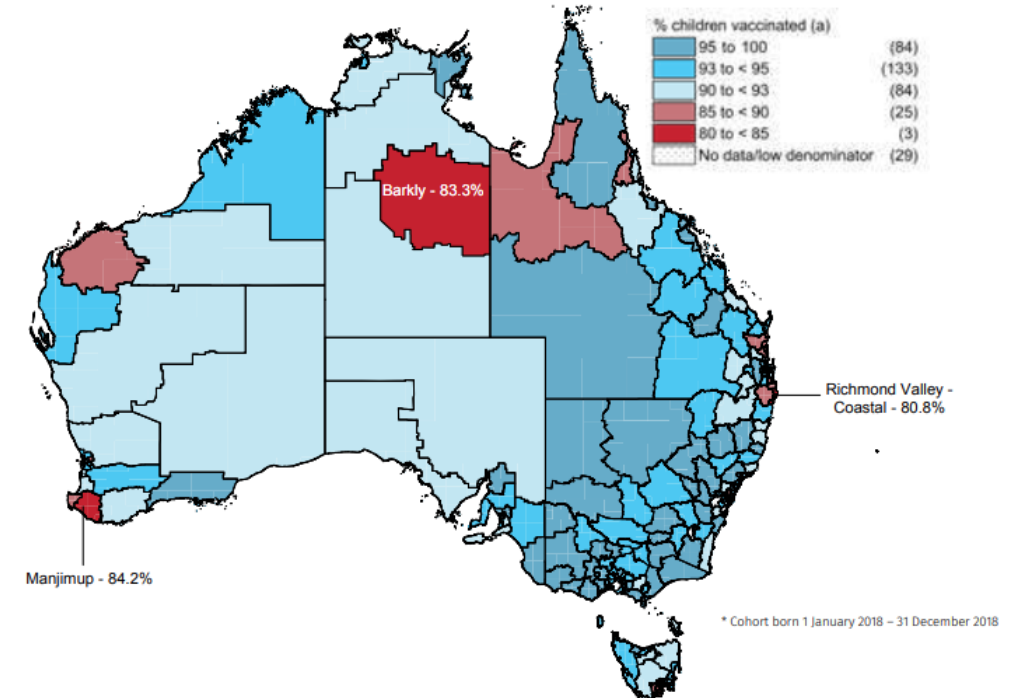 % children vaccinated (a)
95 to 100 (84)
93 to < 95 (133)
90 to < 93 (84)
85 to < 90 (25)
80 to < 85 (3)
No data/low denominator (29)
Barkly - 83.3%
Richmond Valley -
Coastal - 80.8%
Manjimup - 84.2%
* Cohort born 1 January 2018 – 31 December 2018